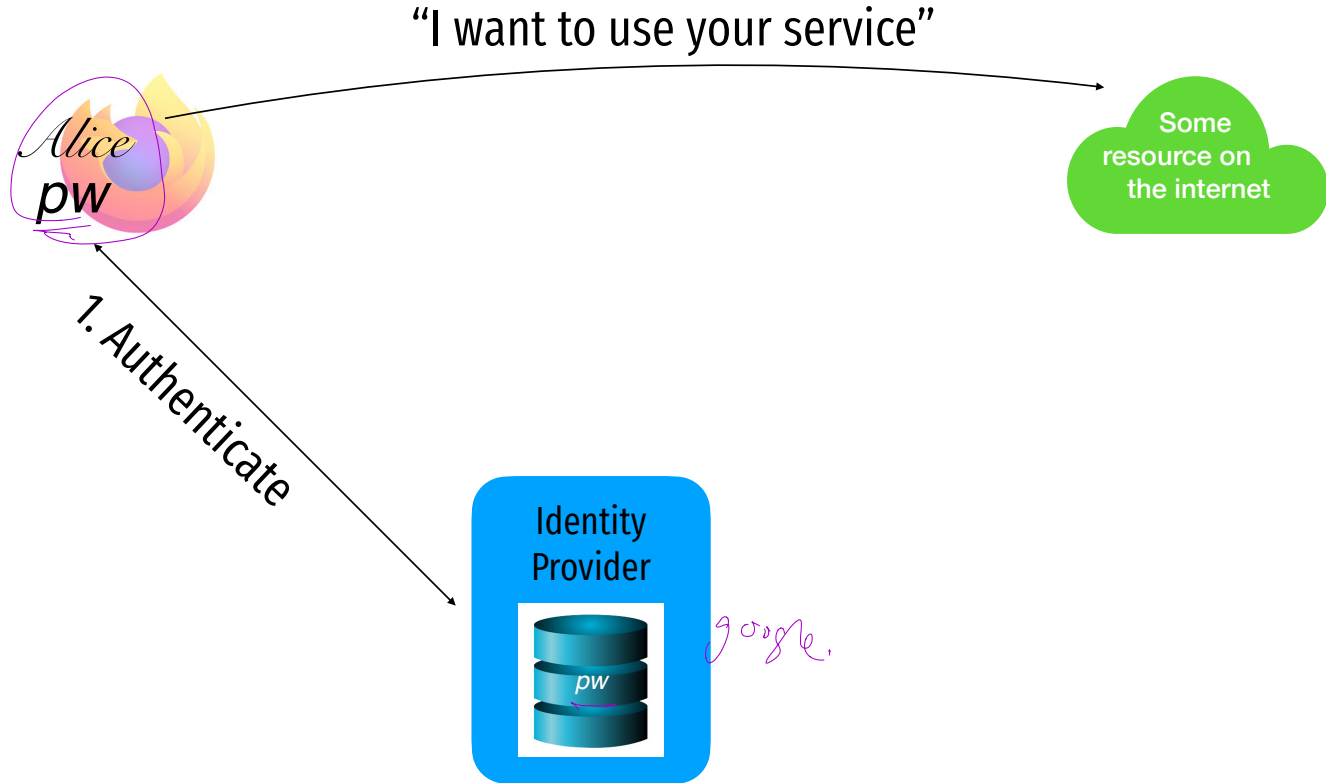 “I want to use your service”
Alice
pw
Some
resource on
the internet
1. Authenticate
Identity
Provider
pw
google.